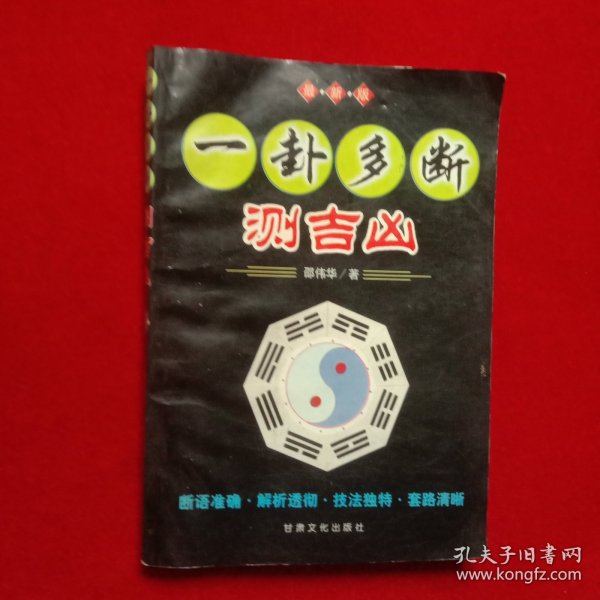 最·新·版
一卦多断
测吉凶
邵伟华/著
断语准确·解析透彻·技法独特·套路清晰
甘肃文化出版社
孔夫子旧书网
www.kongfz.com